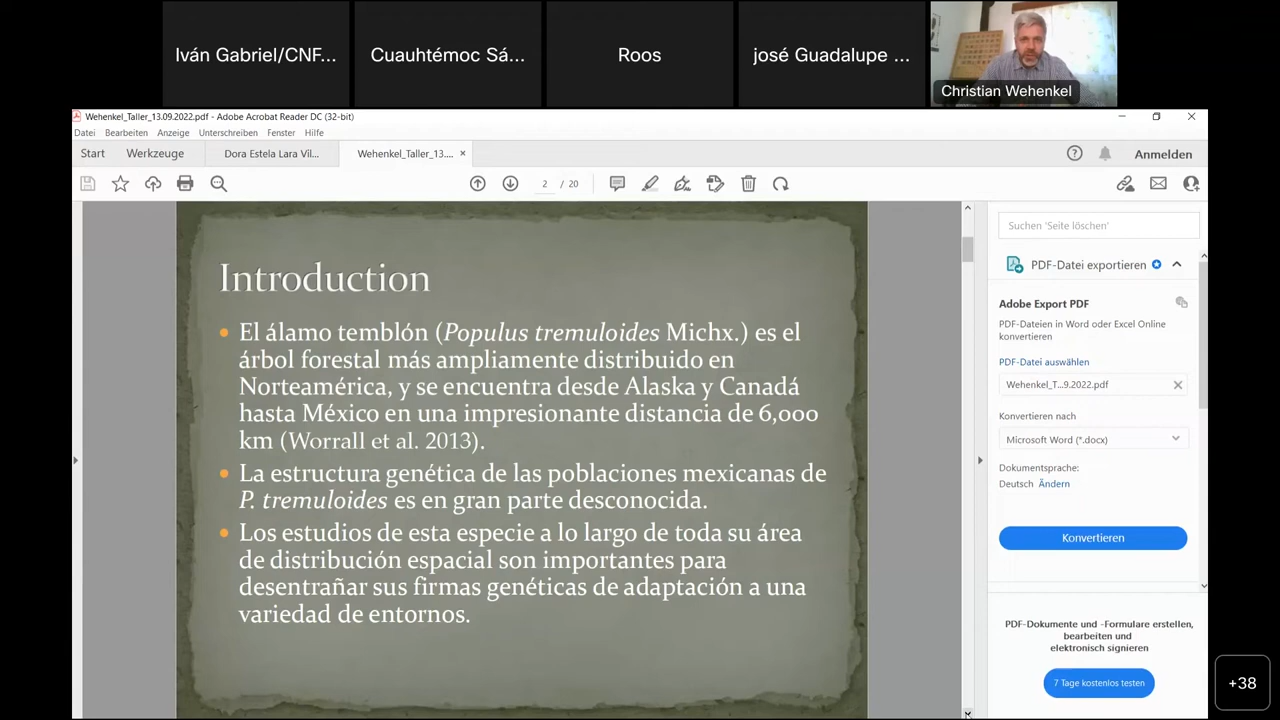 Iván Gabriel/CNF...
Cuauhtémoc Sá...
Roos
josé Guadalupe ...
Christian Wehenkel
Wehenkel_Taller_13.09.2022.pdf - Adobe Acrobat Reader DC (32-bit)
Datei Bearbeiten Anzeige Unterschreiben Fenster Hilfe
Start Werkzeuge Dora Estela Lara Vil... Wehenkel_Taller_13.... × Anmelden
2 / 20
Introduction
El álamo temblón (Populus tremuloides Michx.) es el
árbol forestal más ampliamente distribuido en
Norteamérica, y se encuentra desde Alaska y Canadá
hasta México en una impresionante distancia de 6,000
km (Worrall et al. 2013).
La estructura genética de las poblaciones mexicanas de
P. tremuloides es en gran parte desconocida.
Los estudios de esta especie a lo largo de toda su área
de distribución espacial son importantes para
desentrañar sus firmas genéticas de adaptación a una
variedad de entornos.
Suchen 'Seite löschen'
PDF-Datei exportieren
Adobe Export PDF
PDF-Dateien in Word oder Excel Online
konvertieren
PDF-Datei auswählen
Wehenkel_T...9.2022.pdf
Konvertieren nach
Microsoft Word (*.docx)
Dokumentsprache:
Deutsch Ändern
Konvertieren
PDF-Dokumente und -Formulare erstellen,
bearbeiten und
elektronisch signieren
7 Tage kostenlos testen
+38